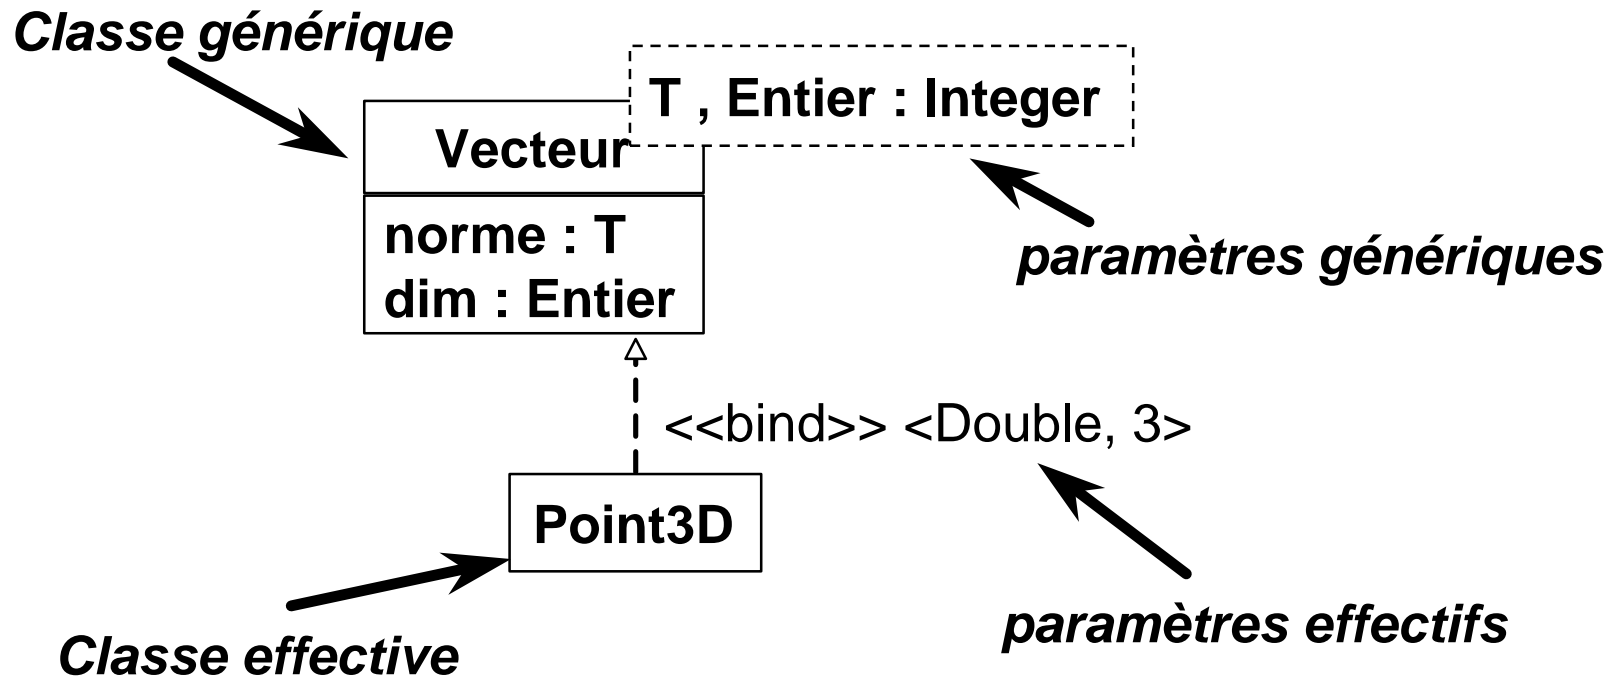 Classe générique
T , Entier : Integer
Vecteur
norme : T
dim : Entier
paramètres génériques
<<bind>> <Double, 3>
Point3D
Classe effective
paramètres effectifs